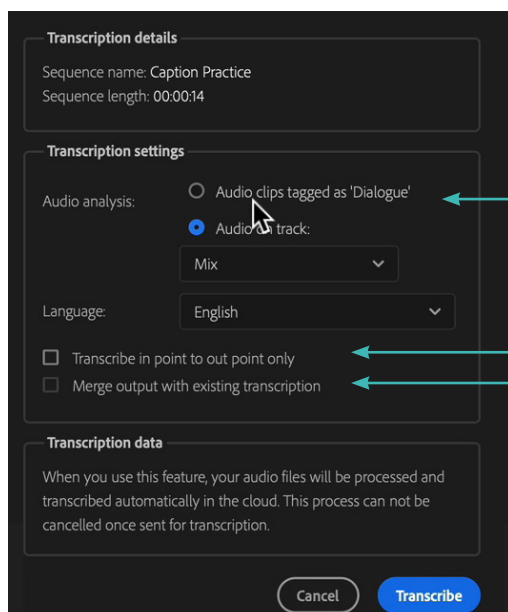 Transcription details
Sequence name: Caption Practice
Sequence length: 00:00:14
Transcription settings
Audio analysis:
Audio clips tagged as 'Dialogue'
Audio on track:
Mix
Language:
English
Transcribe in point to out point only
Merge output with existing transcription
Transcription data
When you use this feature, your audio files will be processed and
transcribed automatically in the cloud. This process can not be
cancelled once sent for transcription.
Cancel
Transcribe